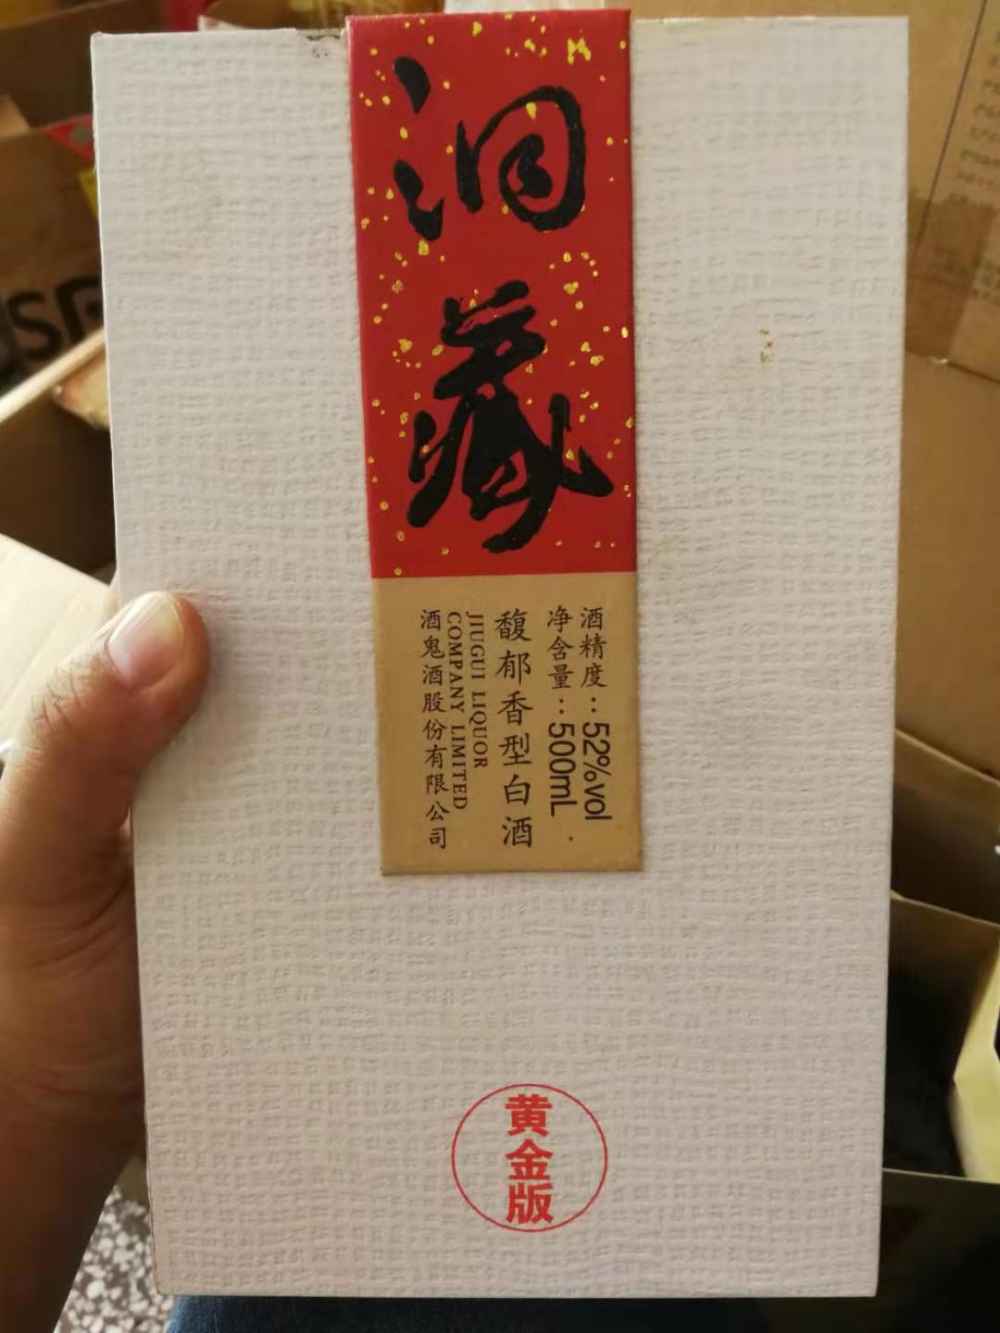 洞藏
酒精度：52%vol
净含量：500mL
馥郁香型白酒
JIUGUI LIQUOR
COMPANY LIMITED
酒鬼酒股份有限公司
黄金版